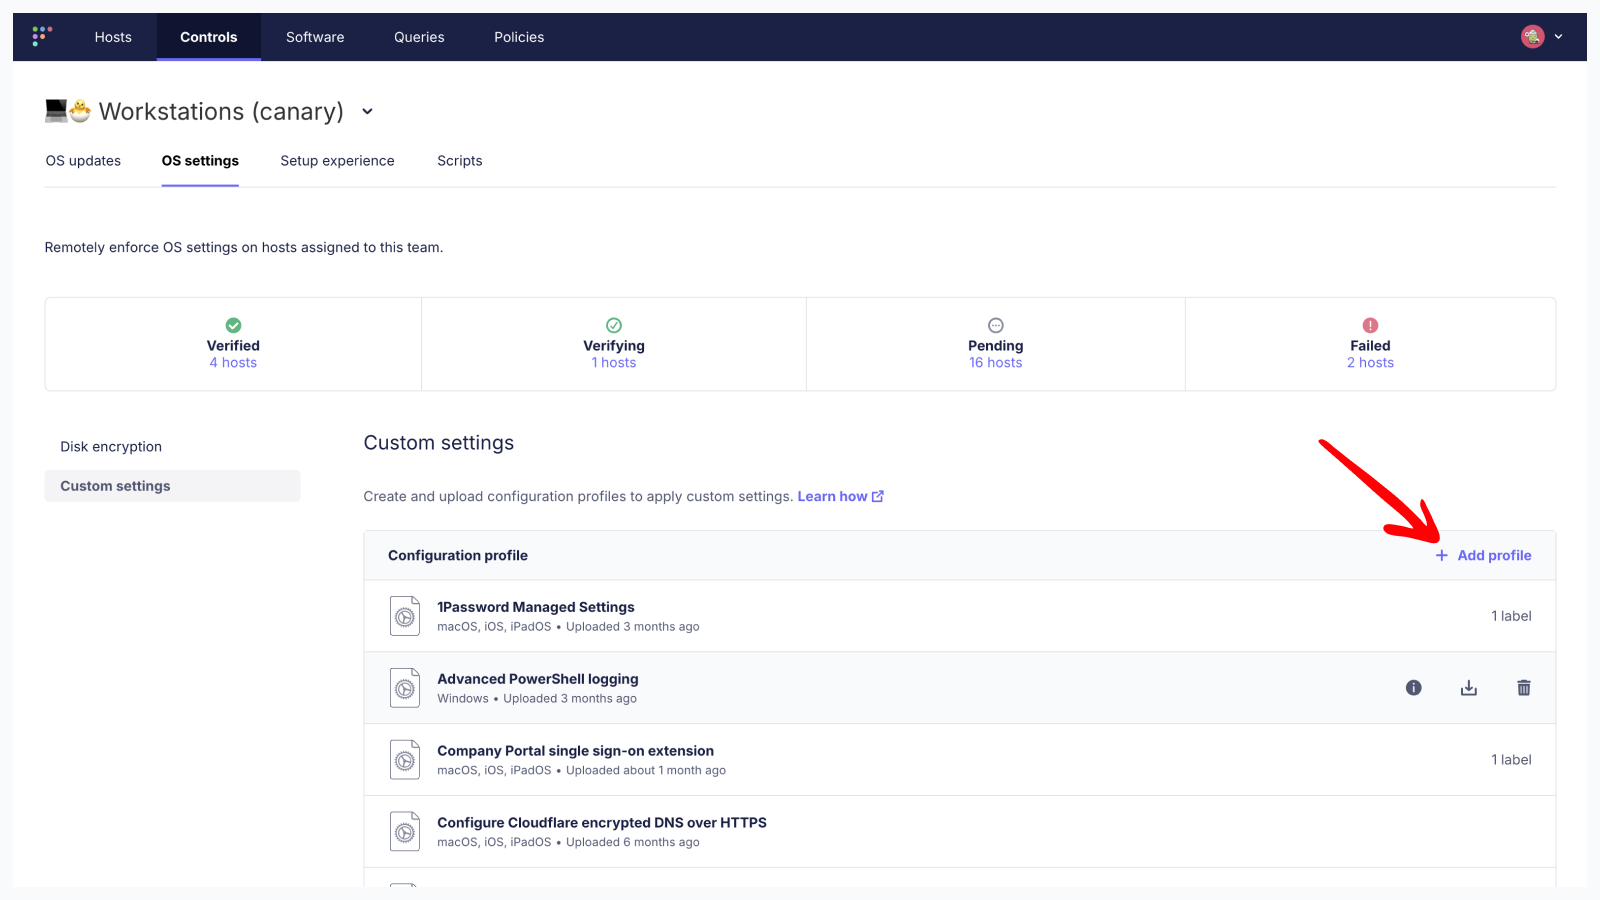 Hosts Controls Software Queries Policies
Workstations (canary)
OS updates OS settings Setup experience Scripts
Remotely enforce OS settings on hosts assigned to this team.
Verified Verifying Pending Failed
4 hosts 1 hosts 16 hosts 2 hosts
Disk encryption
Custom settings
Custom settings
Create and upload configuration profiles to apply custom settings. Learn how
Configuration profile + Add profile
1Password Managed Settings
macOS, iOS, iPadOS • Uploaded 3 months ago
1 label
Advanced PowerShell logging
Windows • Uploaded 3 months ago
Company Portal single sign-on extension
macOS, iOS, iPadOS • Uploaded about 1 month ago
1 label
Configure Cloudflare encrypted DNS over HTTPS
macOS, iOS, iPadOS • Uploaded 6 months ago